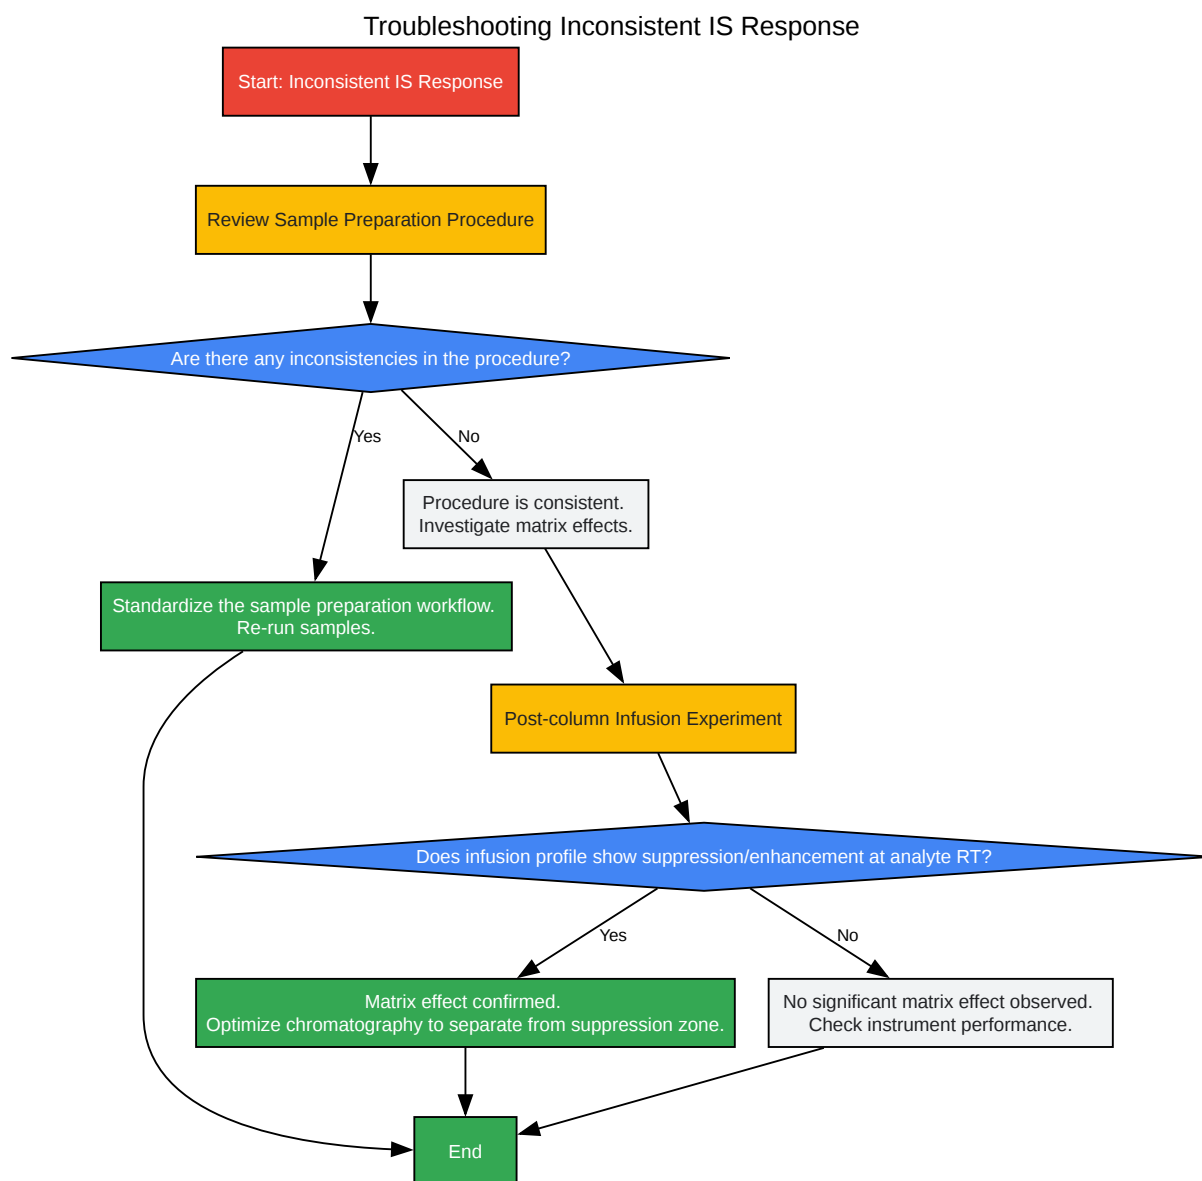 Troubleshooting Inconsistent IS Response
Start: Inconsistent IS Response
Review Sample Preparation Procedure
Are there any inconsistencies in the procedure?
Yes
No
Procedure is consistent.
Investigate matrix effects.
Standardize the sample preparation workflow.
Re-run samples.
Post-column Infusion Experiment
Does infusion profile show suppression/enhancement at analyte RT?
Yes
No
Matrix effect confirmed.
Optimize chromatography to separate from suppression zone.
No significant matrix effect observed.
Check instrument performance.
End